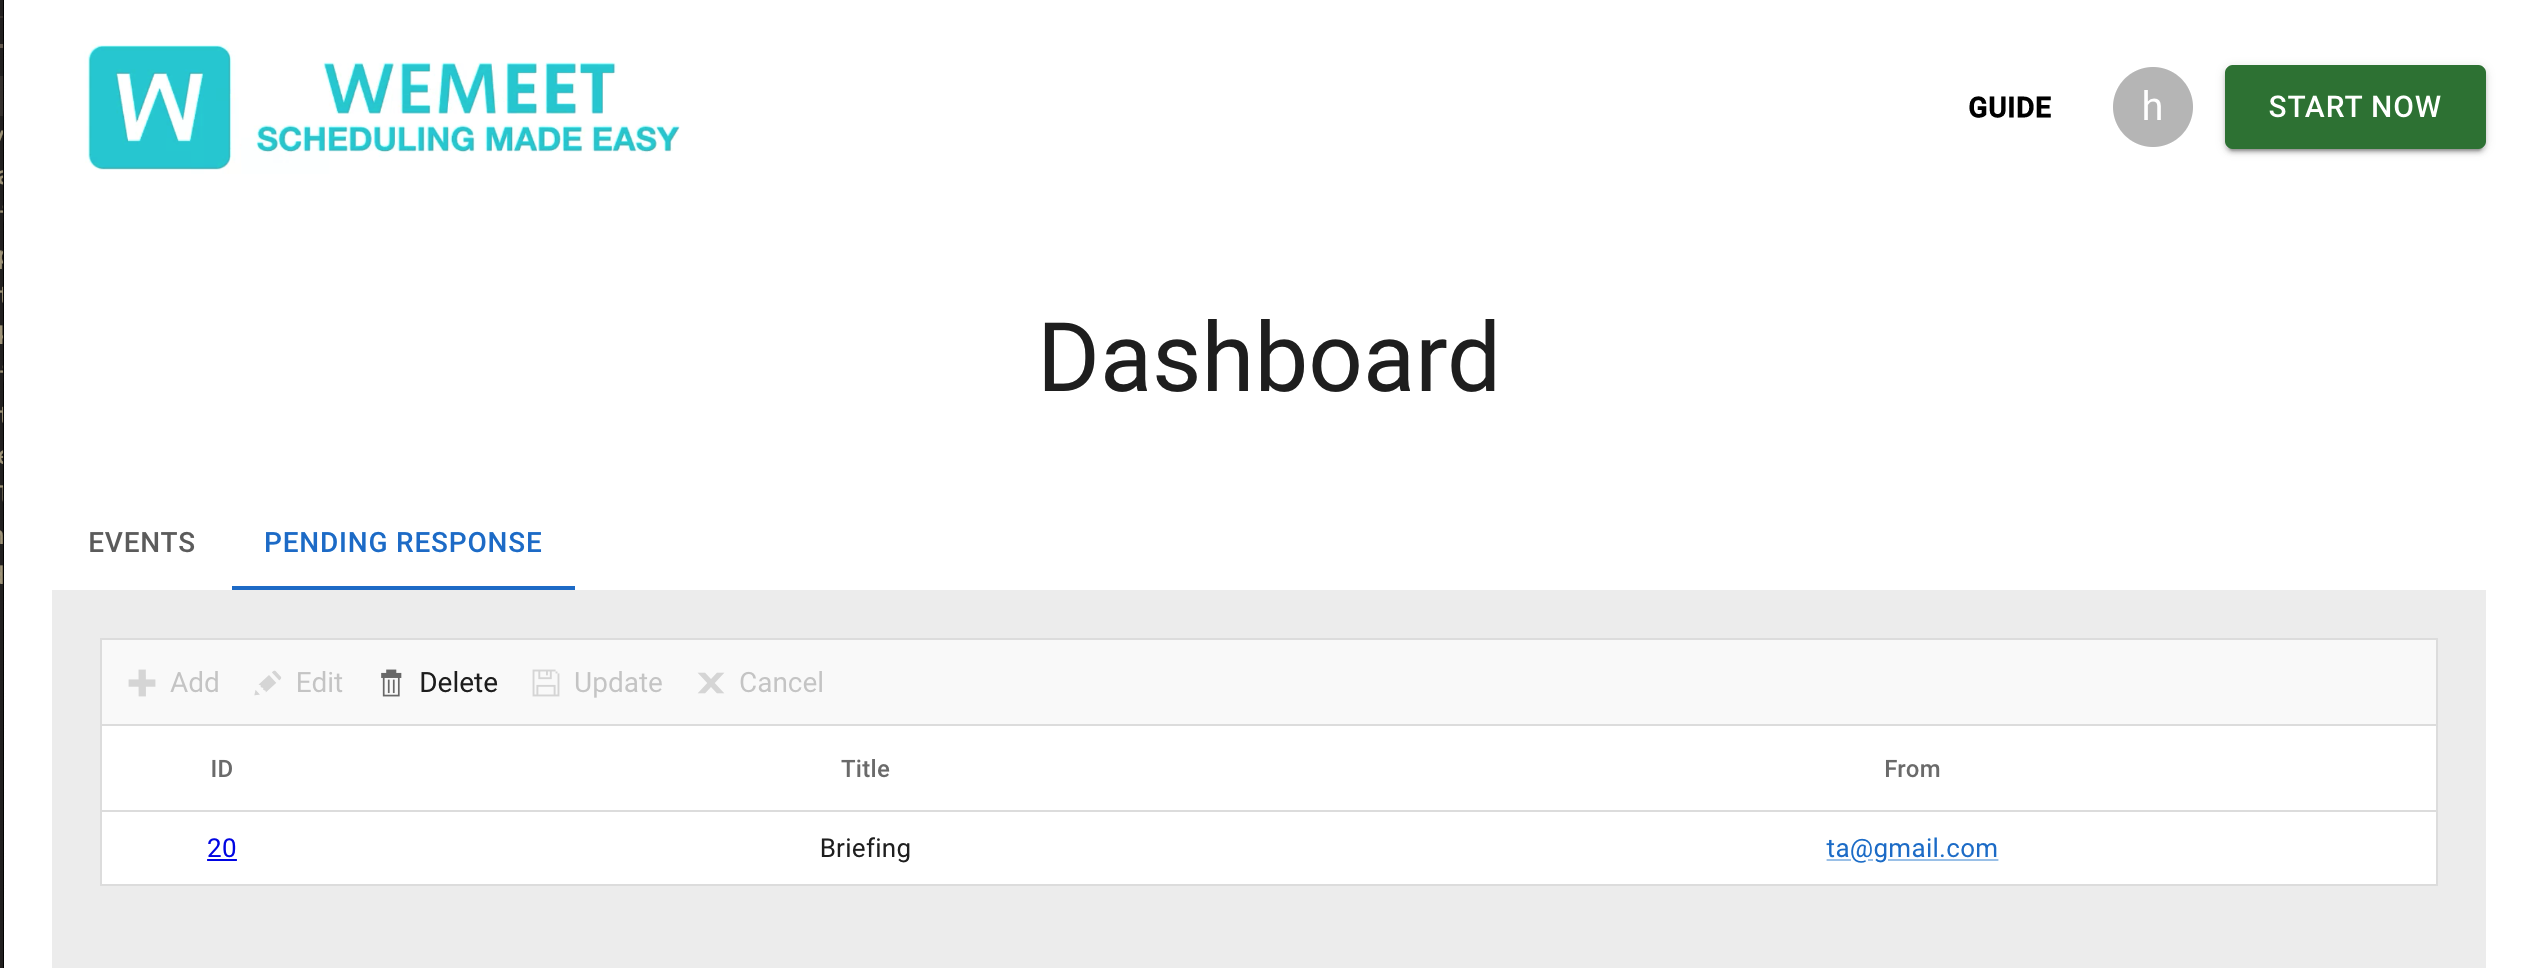 W
WEMEET
SCHEDULING MADE EASY
GUIDE
h
START NOW
Dashboard
EVENTS
PENDING RESPONSE
Add
Edit
Delete
Update
Cancel
ID
Title
From
20
Briefing
ta@gmail.com